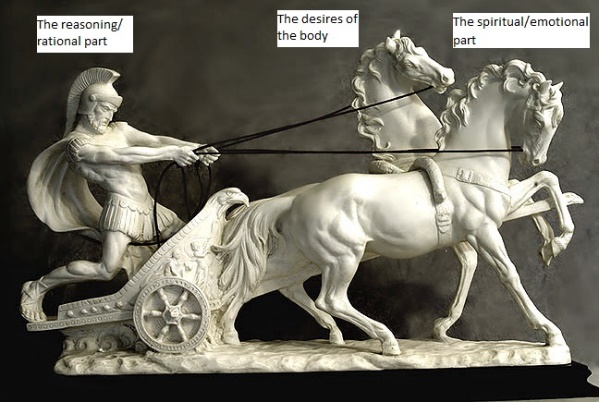 The reasoning/
rational part
The desires of
the body
The spiritual/emotional
part